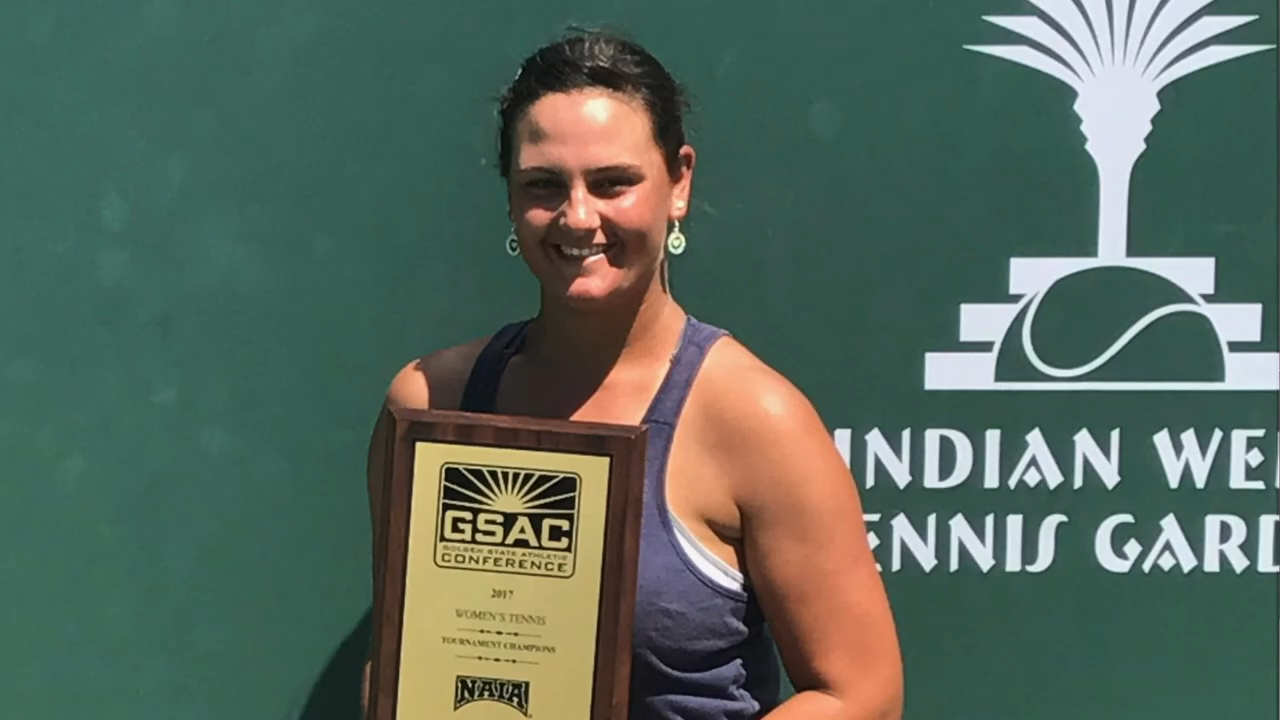 GSAC
GOLDEN STATE ATHLETIC
CONFERENCE
2017
WOMEN'S TENNIS
TOURNAMENT CHAMPIONS
NAIA
INDIAN WE
ENNIS GARD